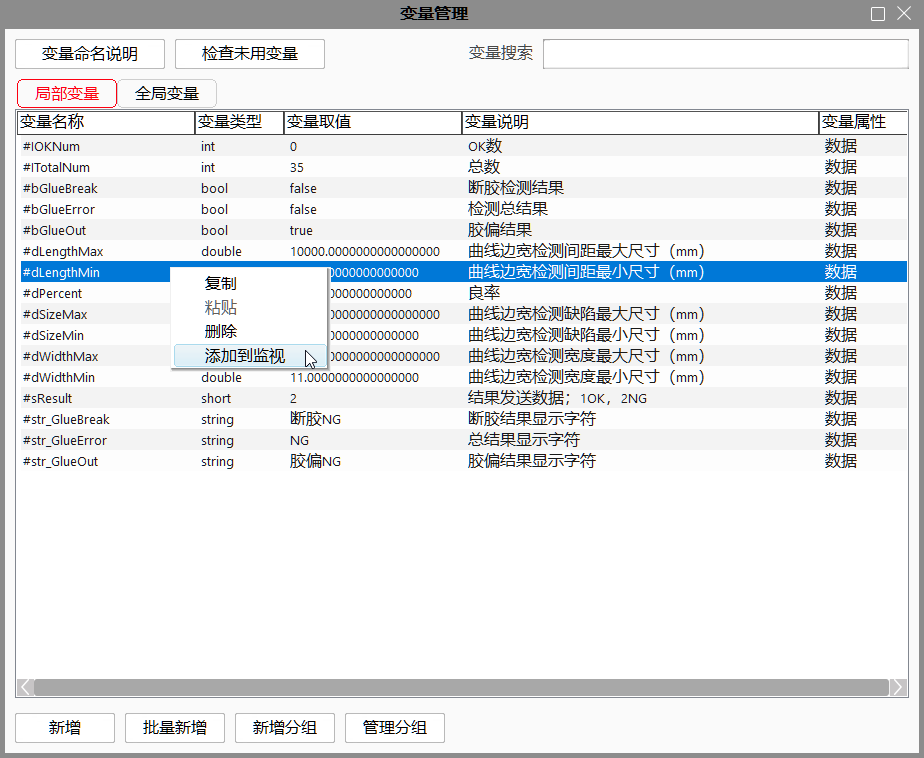 变量管理
变量命名说明 检查未用变量 变量搜索
局部变量 全局变量
变量名称 变量类型 变量取值 变量说明 变量属性
#IOKNum int 0 OK数 数据
#ITotalNum int 35 总数 数据
#bGlueBreak bool false 断胶检测结果 数据
#bGlueError bool false 检测总结果 数据
#bGlueOut bool true 胶偏结果 数据
#dLengthMax double 10000.0000000000000000 曲线边宽检测间距最大尺寸（mm） 数据
#dLengthMin 0000000000000 曲线边宽检测间距最小尺寸（mm） 数据
#dPercent 000000000000 良率 数据
#dSizeMax 0000000000000000 曲线边宽检测缺陷最大尺寸（mm） 数据
#dSizeMin 0000000000000 曲线边宽检测缺陷最小尺寸（mm） 数据
#dWidthMax 0000000000000000 曲线边宽检测宽度最大尺寸（mm） 数据
#dWidthMin double 11.0000000000000000 曲线边宽检测宽度最小尺寸（mm） 数据
#sResult short 2 结果发送数据；1OK，2NG 数据
#str_GlueBreak string 断胶NG 断胶结果显示字符 数据
#str_GlueError string NG 总结果显示字符 数据
#str_GlueOut string 胶偏NG 胶偏结果显示字符 数据
复制
粘贴
删除
添加到监视
新增 批量新增 新增分组 管理分组